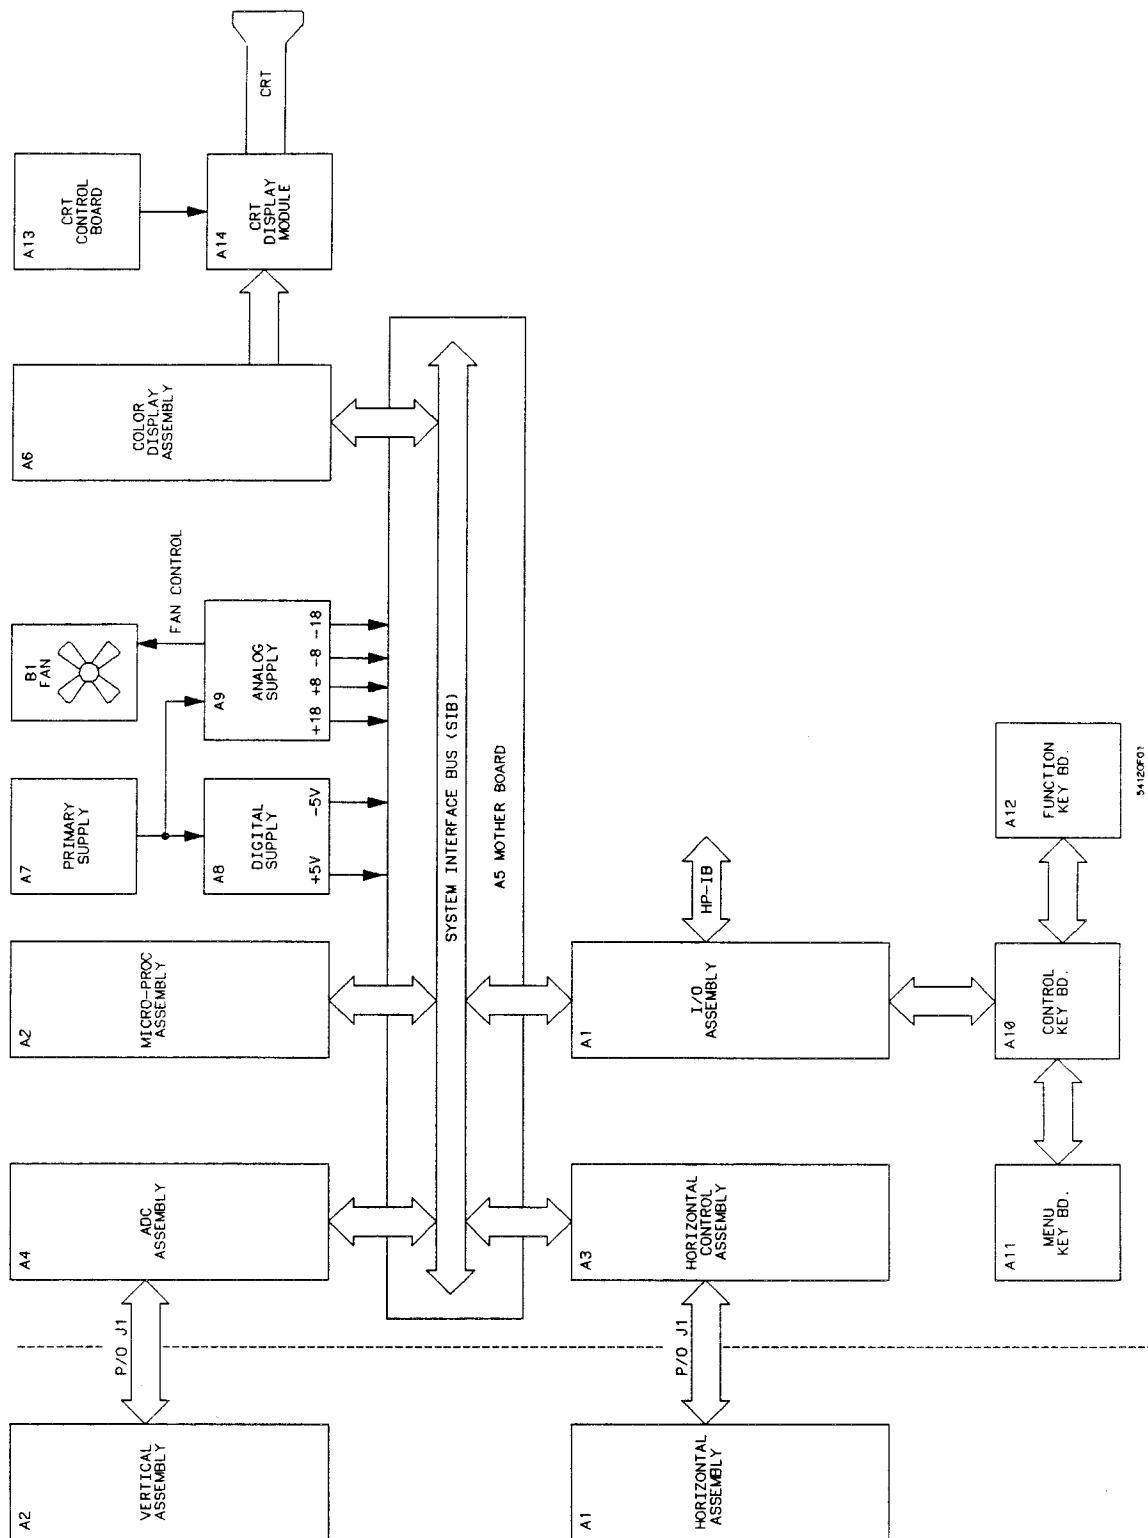 A2
VERTICAL
ASSEMBLY
P/O J1
A4
ADC
ASSEMBLY
A2
MICRO-PROC
ASSEMBLY
A7
PRIMARY
SUPPLY
A8
DIGITAL
SUPPLY
+5V -5V
B1
FAN
FAN CONTROL
A9
ANALOG
SUPPLY
+18 +8 -8 -18
A6
COLOR
DISPLAY
ASSEMBLY
A13
CRT
CONTROL
BOARD
A14
CRT
DISPLAY
MODULE
CRT
SYSTEM INTERFACE BUS (SIB)
A5 MOTHER BOARD
A1
HORIZONTAL
ASSEMBLY
P/O J1
A3
HORIZONTAL
CONTROL
ASSEMBLY
A1
I/O
ASSEMBLY
HP-IB
A11
MENU
KEY BD.
A10
CONTROL
KEY BD.
A12
FUNCTION
KEY BD.
54120F01